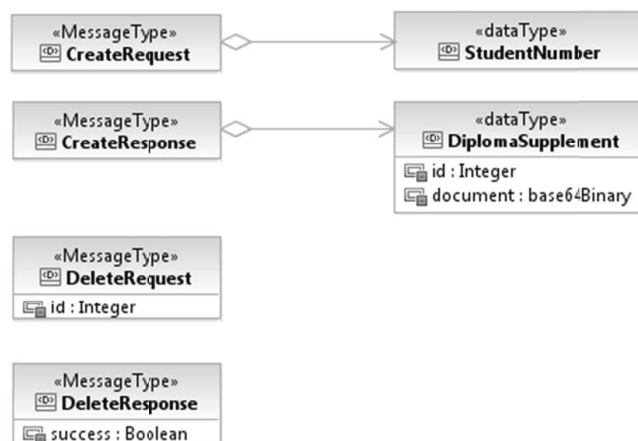 «MessageType»
CreateRequest
«dataType»
StudentNumber
«MessageType»
CreateResponse
«dataType»
DiplomaSupplement
id : Integer
document : base64Binary
«MessageType»
DeleteRequest
id : Integer
«MessageType»
DeleteResponse
success : Boolean